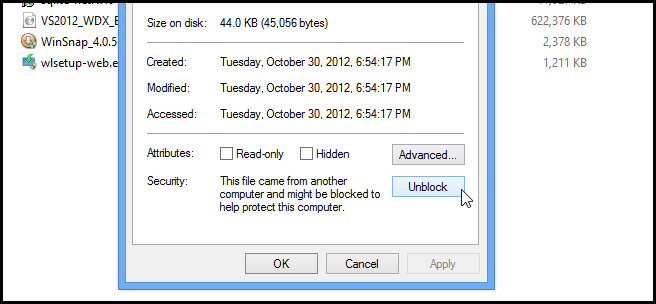 Size on disk: 44.0 KB (45,056 bytes)
VS2012_WDX_E 622,376 KB
WinSnap_4.0.5 2,378 KB
wlsetup-web.e 1,211 KB
Created: Tuesday, October 30, 2012, 6:54:17 PM
Modified: Tuesday, October 30, 2012, 6:54:17 PM
Accessed: Tuesday, October 30, 2012, 6:54:17 PM
Attributes: Read-only Hidden Advanced...
Security: This file came from another
computer and might be blocked to
help protect this computer.
Unblock
OK Cancel Apply